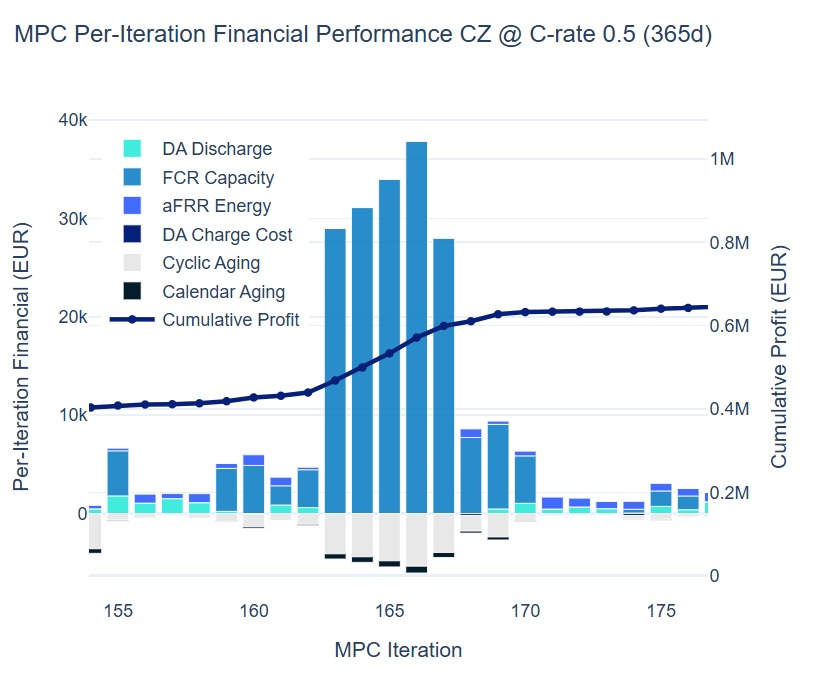 MPC Per-Iteration Financial Performance CZ @ C-rate 0.5 (365d)
40k
30k
20k
10k
0
Per-Iteration Financial (EUR)
DA Discharge
FCR Capacity
aFRR Energy
DA Charge Cost
Cyclic Aging
Calendar Aging
Cumulative Profit
1M
0.8M
0.6M
0.4M
0.2M
0
Cumulative Profit (EUR)
155 160 165 170 175
MPC Iteration